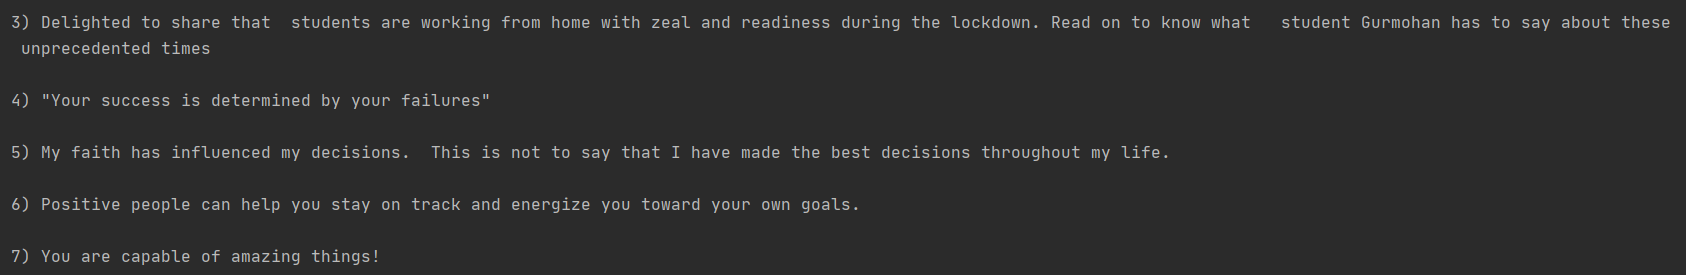 3) Delighted to share that  students are working from home with zeal and readiness during the lockdown. Read on to know what   student Gurmohan has to say about these
unprecedented times
4) "Your success is determined by your failures"
5) My faith has influenced my decisions.  This is not to say that I have made the best decisions throughout my life.
6) Positive people can help you stay on track and energize you toward your own goals.
7) You are capable of amazing things!